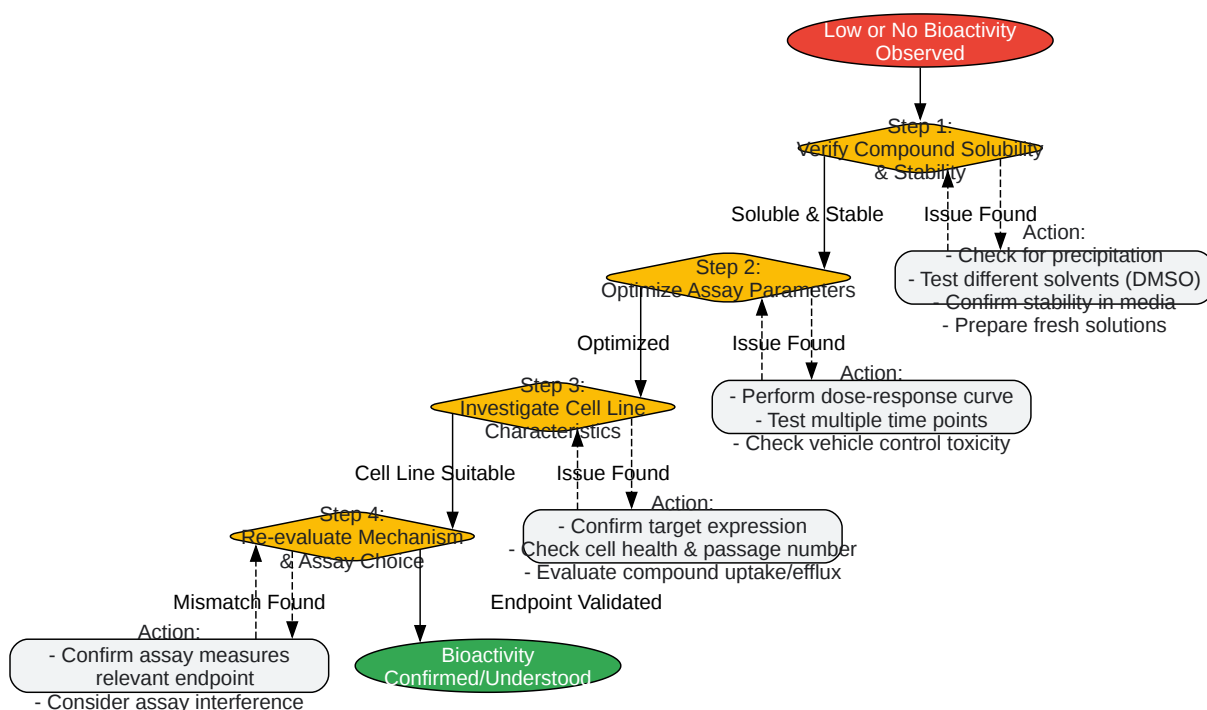 Low or No Bioactivity
Observed
Step 1:
Verify Compound Solubility
& Stability
Soluble & Stable
Issue Found
Action:
- Check for precipitation
- Test different solvents (DMSO)
- Confirm stability in media
- Prepare fresh solutions
Step 2:
Optimize Assay Parameters
Optimized
Issue Found
Action:
- Perform dose-response curve
- Test multiple time points
- Check vehicle control toxicity
Step 3:
Investigate Cell Line
Characteristics
Cell Line Suitable
Issue Found
Action:
- Confirm target expression
- Check cell health & passage number
- Evaluate compound uptake/efflux
Step 4:
Re-evaluate Mechanism
& Assay Choice
Mismatch Found
Endpoint Validated
Action:
- Confirm assay measures
relevant endpoint
- Consider assay interference
Bioactivity
Confirmed/Understood